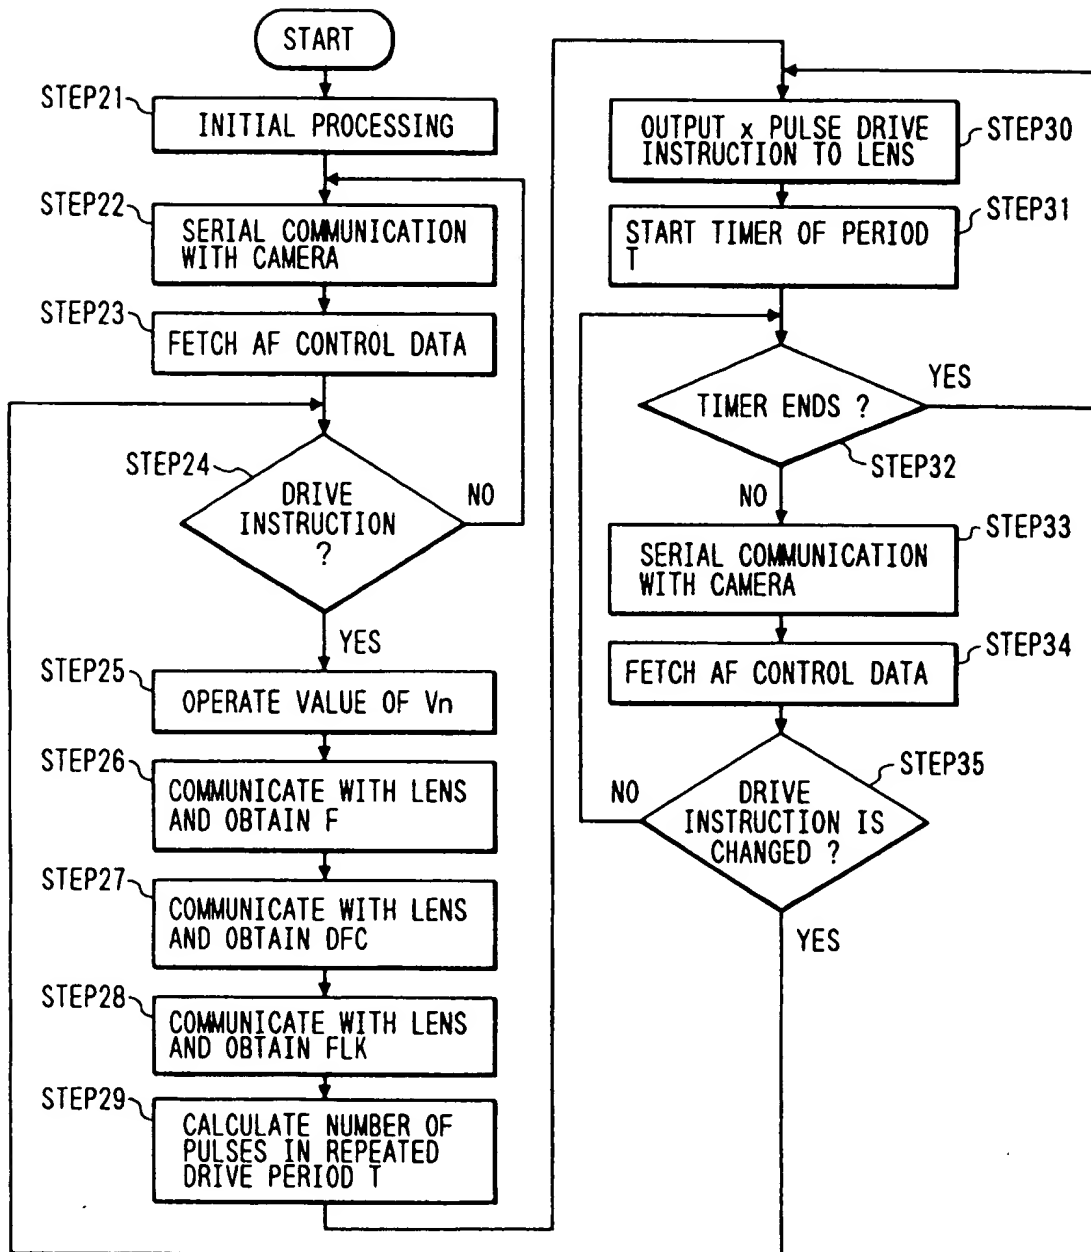 START
STEP21
INITIAL PROCESSING
STEP22
SERIAL COMMUNICATION
WITH CAMERA
STEP23
FETCH AF CONTROL DATA
STEP24
DRIVE
INSTRUCTION
?
NO
YES
STEP25
OPERATE VALUE OF Vn
STEP26
COMMUNICATE WITH LENS
AND OBTAIN F
STEP27
COMMUNICATE WITH LENS
AND OBTAIN DFC
STEP28
COMMUNICATE WITH LENS
AND OBTAIN FLK
STEP29
CALCULATE NUMBER OF
PULSES IN REPEATED
DRIVE PERIOD T
OUTPUT x PULSE DRIVE
INSTRUCTION TO LENS
STEP30
START TIMER OF PERIOD
T
STEP31
TIMER ENDS ?
YES
STEP32
NO
SERIAL COMMUNICATION
WITH CAMERA
STEP33
FETCH AF CONTROL DATA
STEP34
DRIVE
INSTRUCTION IS
CHANGED ?
STEP35
NO
YES